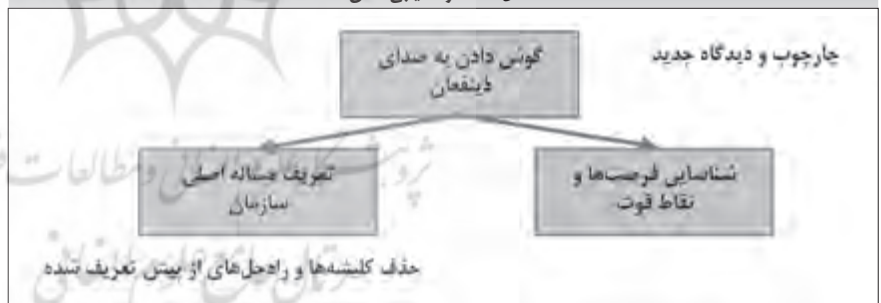 گوش دادن به صدای
ذینفعان
چارچوب و دیدگاه جدید
شناسایی فرصت‌ها و
نقاط قوت
تعریف مساله اصلی
سازمان
حذف کلیشه‌ها و راه‌حل‌های از پیش تعریف شده